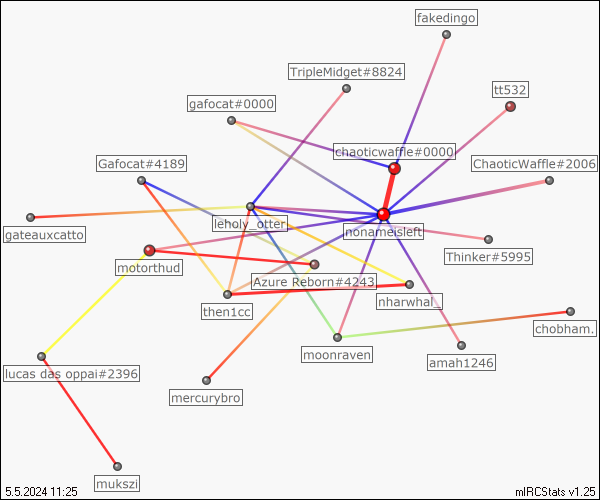 fakedingo
TripleMidget#8824
tt532
gafocat#0000
chaoticwaffle#0000
Gafocat#4189
ChaoticWaffle#2006
leholy_otter
nonameisleft
gateauxcatto
Thinker#5995
motorthud
Azure Reborn#4243
nharwhal_
then1cc
chobham.
moonraven
amah1246
lucas das oppai#2396
mercurybro
mukszi
5.5.2024 11:25
mIRCStats v1.25